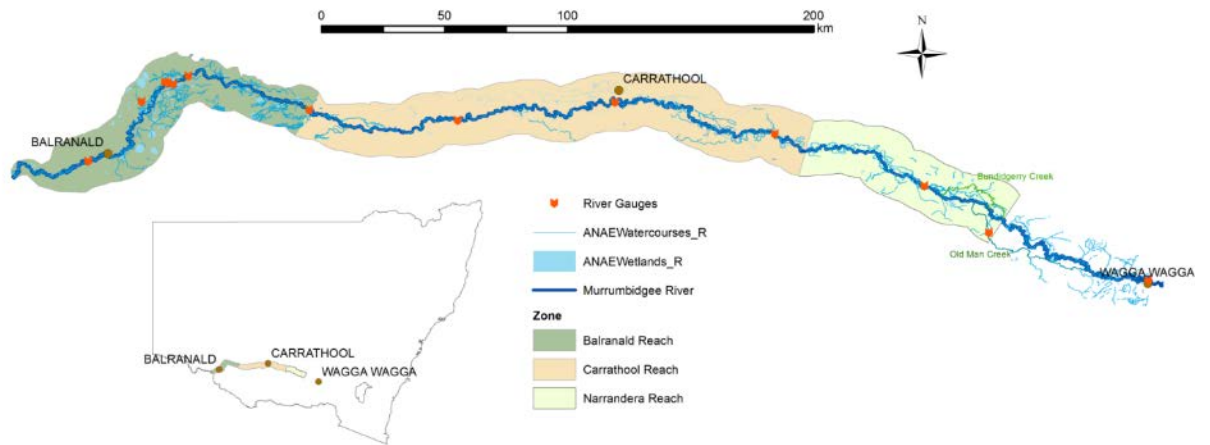 0 50 100 200
km
N
CARRATHOOL
BALRANALD
Bundidgerry Creek
Old Man Creek
WAGGA WAGGA
River Gauges
ANAEWatercourses_R
ANAEWetlands_R
Murrumbidgee River
Zone
Balranald Reach
Carrathool Reach
Narrandera Reach
BALRANALD
CARRATHOOL
WAGGA WAGGA